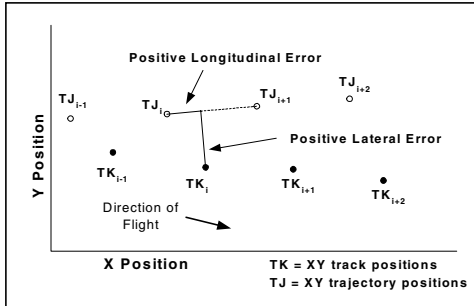 Positive Longitudinal Error
TJi-1
TJi
TJi+1
TJi+2
Positive Lateral Error
TKi-1
TKi
TKi+1
TKi+2
Direction of
Flight
Y Position
X Position
TK = XY track positions
TJ = XY trajectory positions